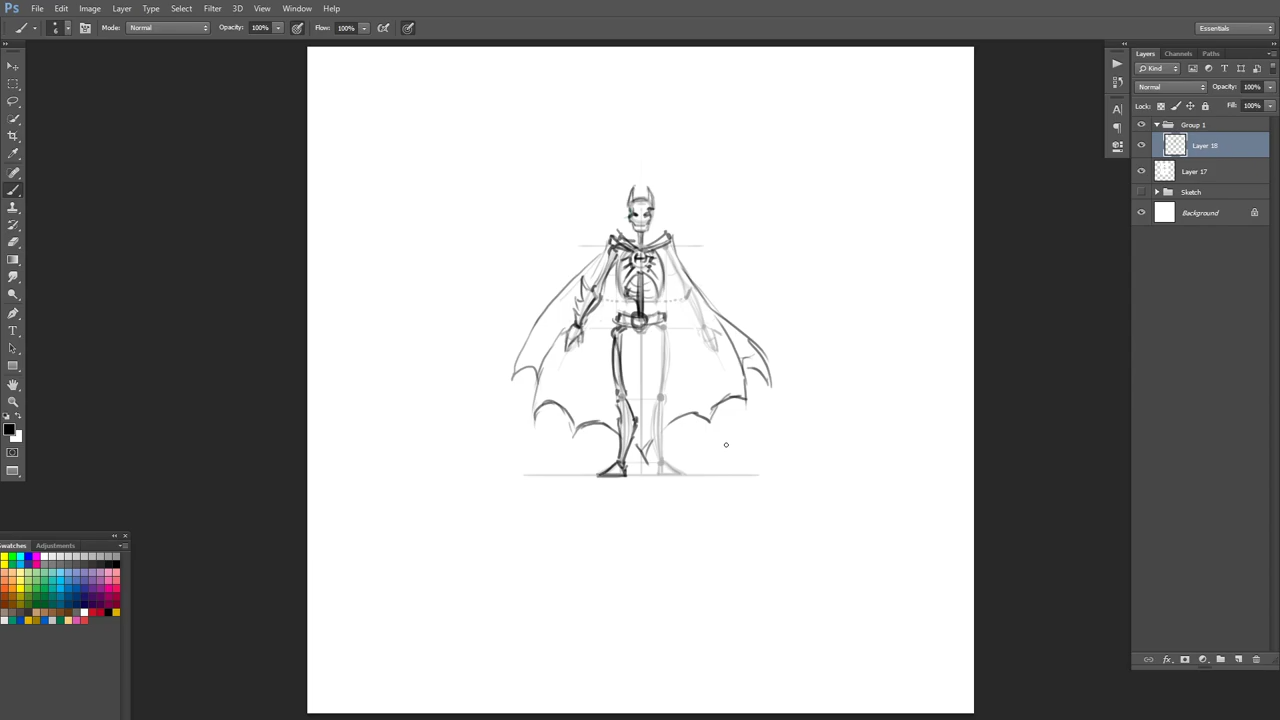 Ps File Edit Image Layer Type Select Filter 3D View Window Help
6 Mode: Normal Opacity: 100% Flow: 100% Essentials
Layers Channels Paths
Kind T
Normal Opacity: 100%
Lock: Fill: 100%
Group 1
Layer 18
Layer 17
Sketch
Background
Swatches Adjustments